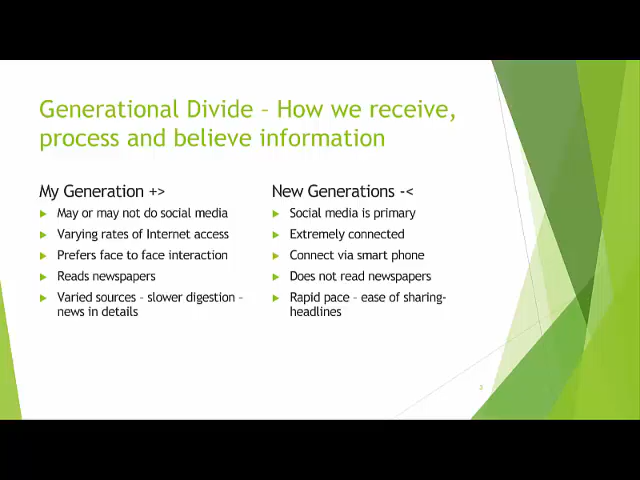 Generational Divide – How we receive,
process and believe information
My Generation +>
May or may not do social media
Varying rates of Internet access
Prefers face to face interaction
Reads newspapers
Varied sources – slower digestion –
news in details
New Generations -<
Social media is primary
Extremely connected
Connect via smart phone
Does not read newspapers
Rapid pace – ease of sharing-
headlines